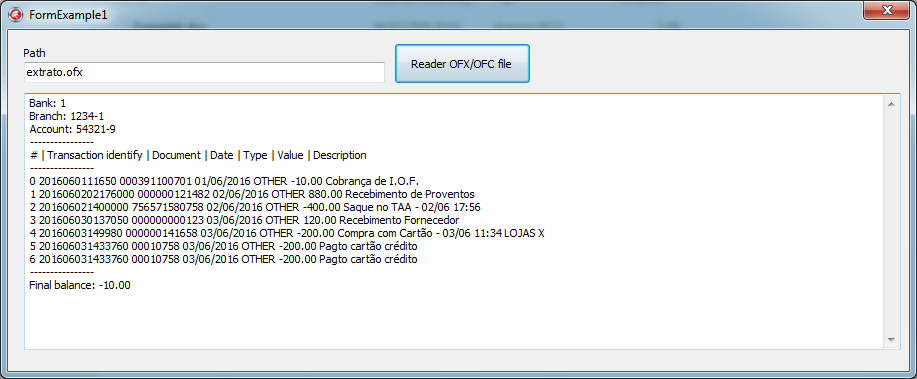 FormExample1
Path
extrato.ofx
Reader OFX/OFC file
Bank: 1
Branch: 1234-1
Account: 54321-9
----------------
# | Transaction identify | Document | Date | Type | Value | Description
----------------
0 2016060111650 000391100701 01/06/2016 OTHER -10.00 Cobrança de I.O.F.
1 2016060202176000 000000121482 02/06/2016 OTHER 880.00 Recebimento de Proventos
2 201606021400000 756571580758 02/06/2016 OTHER -400.00 Saque no TAA - 02/06 17:56
3 201606030137050 000000000123 03/06/2016 OTHER 120.00 Recebimento Fornecedor
4 20160603149980 000000141658 03/06/2016 OTHER -200.00 Compra com Cartão - 03/06 11:34 LOJAS X
5 201606031433760 00010758 03/06/2016 OTHER -200.00 Pagto cartão crédito
6 201606031433760 00010758 03/06/2016 OTHER -200.00 Pagto cartão crédito
----------------
Final balance: -10.00